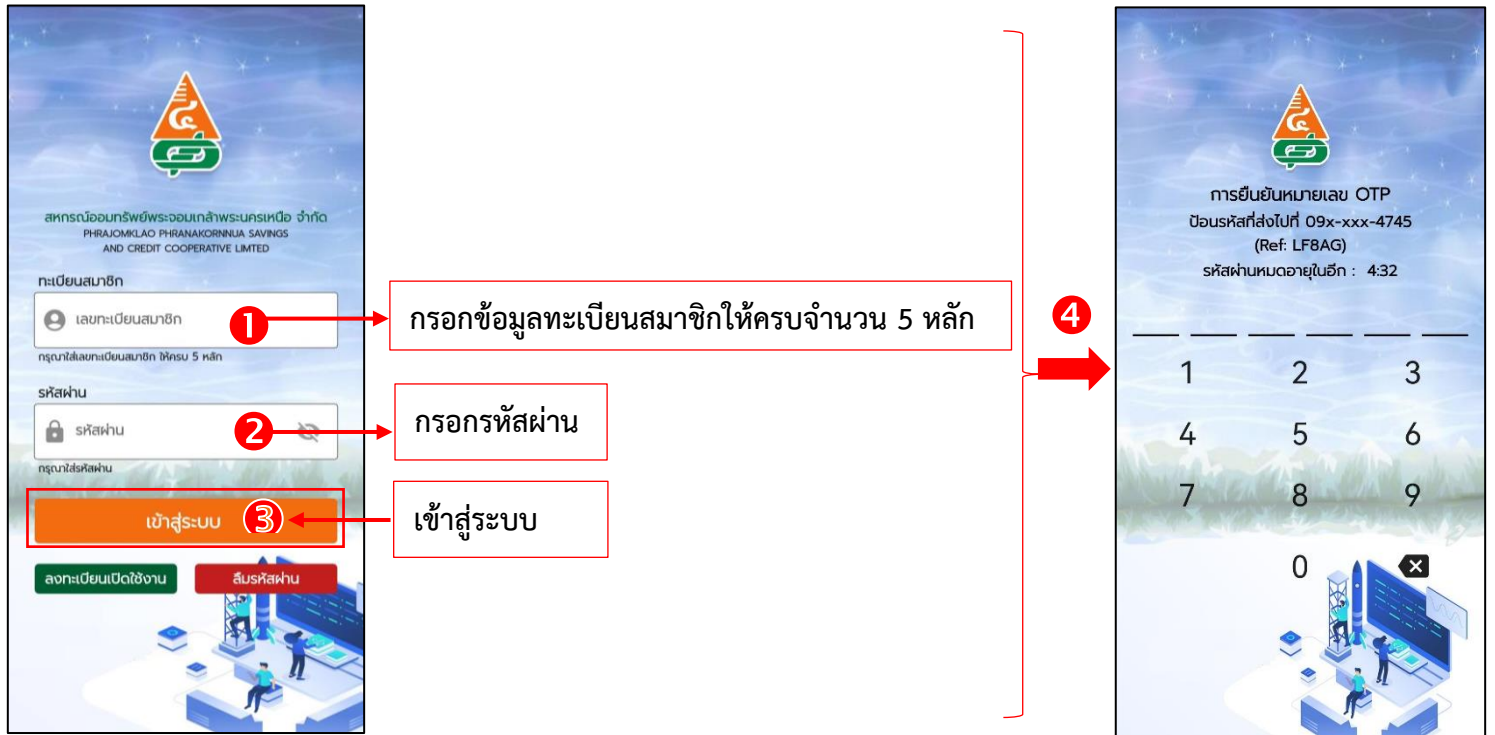 สหกรณ์ออมทรัพย์พระจอมเกล้าพระนครเหนือ จำกัด
PHRAJOMKLAO PHRANAKORNNUA SAVINGS
AND CREDIT COOPERATIVE LIMTED
ทะเบียนสมาชิก
เลขทะเบียนสมาชิก
1
กรุณาใส่เลขทะเบียนสมาชิก ให้ครบ 5 หลัก
รหัสผ่าน
รหัสผ่าน
2
กรุณาใส่รหัสผ่าน
เข้าสู่ระบบ
3
ลงทะเบียนเปิดใช้งาน
ลืมรหัสผ่าน
กรอกข้อมูลทะเบียนสมาชิกให้ครบจำนวน 5 หลัก
กรอกรหัสผ่าน
เข้าสู่ระบบ
4
การยืนยันหมายเลข OTP
ป้อนรหัสที่ส่งไปที่ 09x-xxx-4745
(Ref: LF8AG)
รหัสผ่านหมดอายุในอีก : 4:32
1 2 3
4 5 6
7 8 9
0